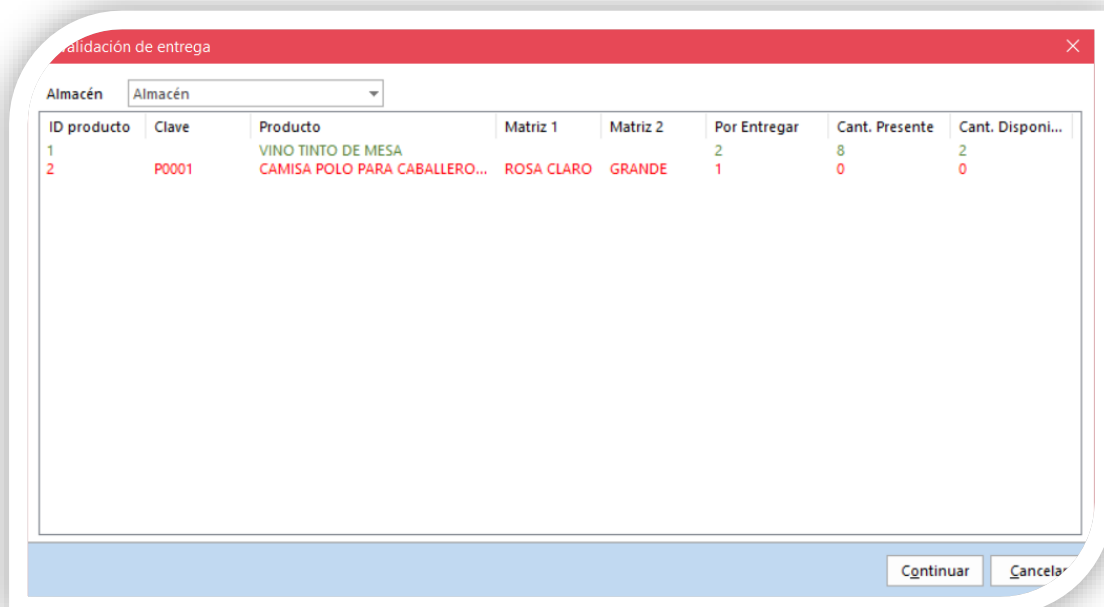 Validación de entrega
Almacén Almacén
ID producto Clave Producto Matriz 1 Matriz 2 Por Entregar Cant. Presente Cant. Disponi...
1 VINO TINTO DE MESA 2 8 2
2 P0001 CAMISA POLO PARA CABALLERO... ROSA CLARO GRANDE 1 0 0
Continuar Cancelar